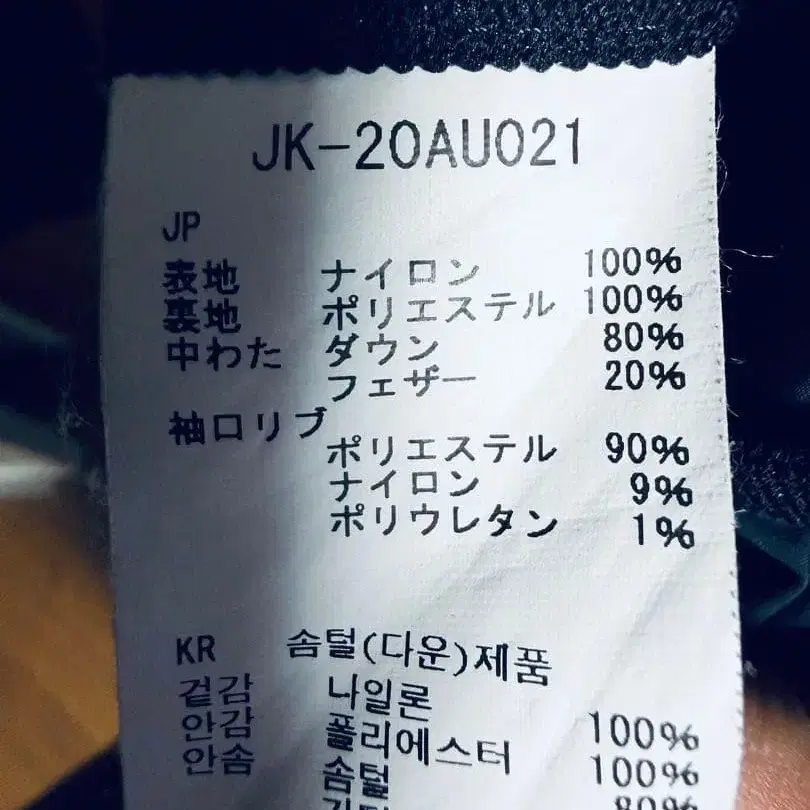 JK-20AU021
JP
表地 ナイロン 100%
裏地 ポリエステル 100%
中わた ダウン 80%
フェザー 20%
袖口リブ
ポリエステル 90%
ナイロン 9%
ポリウレタン 1%
KR 솜털(다운)제품
겉감 나일론 100%
안감 폴리에스터 100%
안솜 솜털 80%